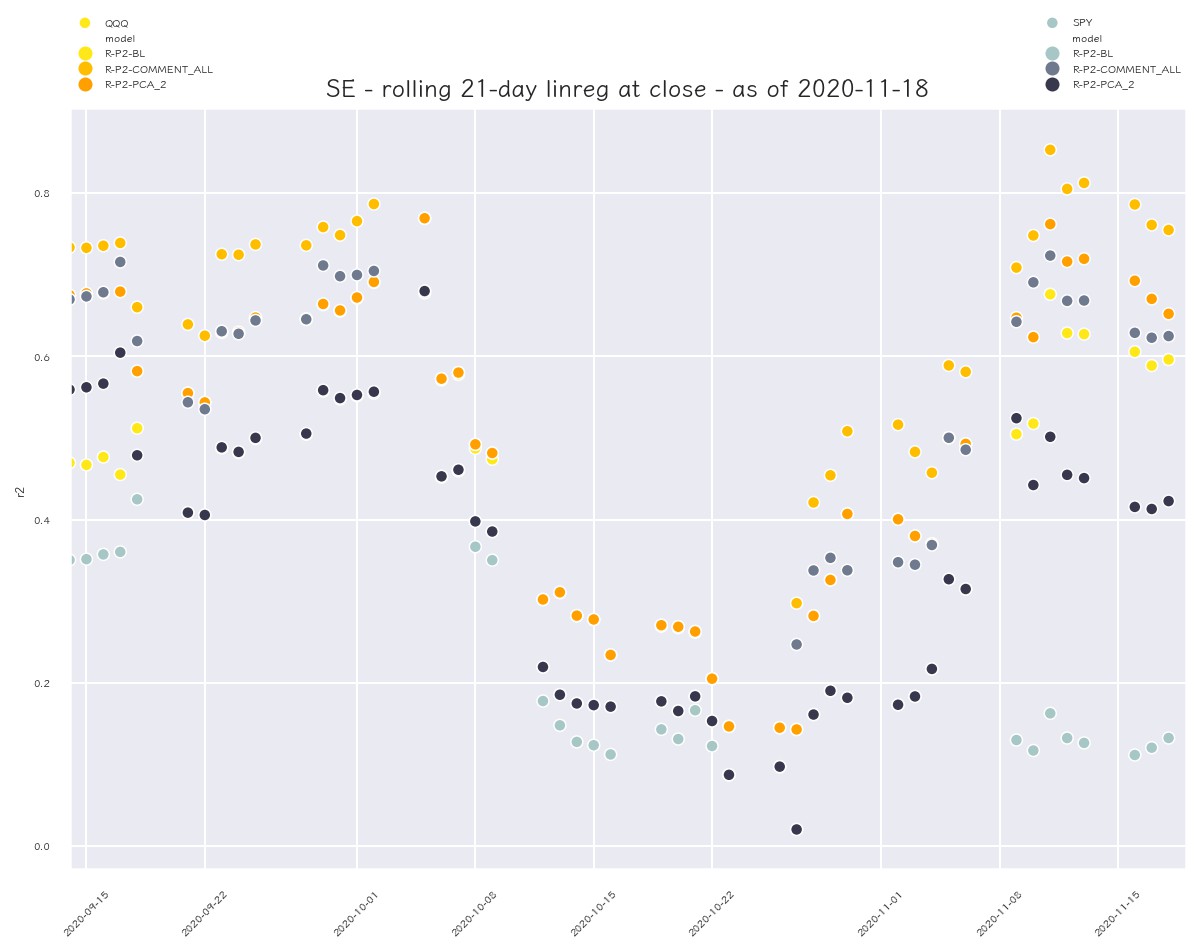 QQQ
model
R-P2-BL
R-P2-COMMENT_ALL
R-P2-PCA_2
SPY
model
R-P2-BL
R-P2-COMMENT_ALL
R-P2-PCA_2
SE - rolling 21-day linreg at close - as of 2020-11-18
0.8
0.6
0.4
0.2
0.0
r2
2020-09-15
2020-09-22
2020-10-01
2020-10-08
2020-10-15
2020-10-22
2020-11-01
2020-11-08
2020-11-15